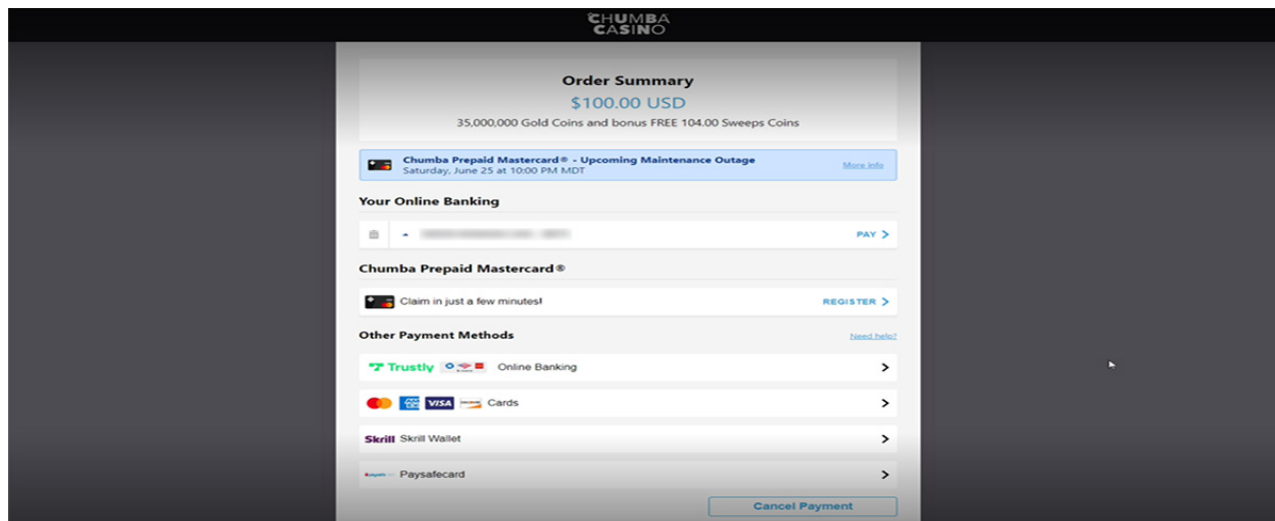 CHUMBA
CASINO
Order Summary
$100.00 USD
35,000,000 Gold Coins and bonus FREE 104.00 Sweeps Coins
Chumba Prepaid Mastercard® - Upcoming Maintenance Outage
Saturday, June 25 at 10:00 PM MDT
More info
Your Online Banking
PAY
Chumba Prepaid Mastercard®
Claim in just a few minutes!
REGISTER
Other Payment Methods
Need help?
Trustly Online Banking
VISA Cards
Skrill Skrill Wallet
Paysafecard
Cancel Payment